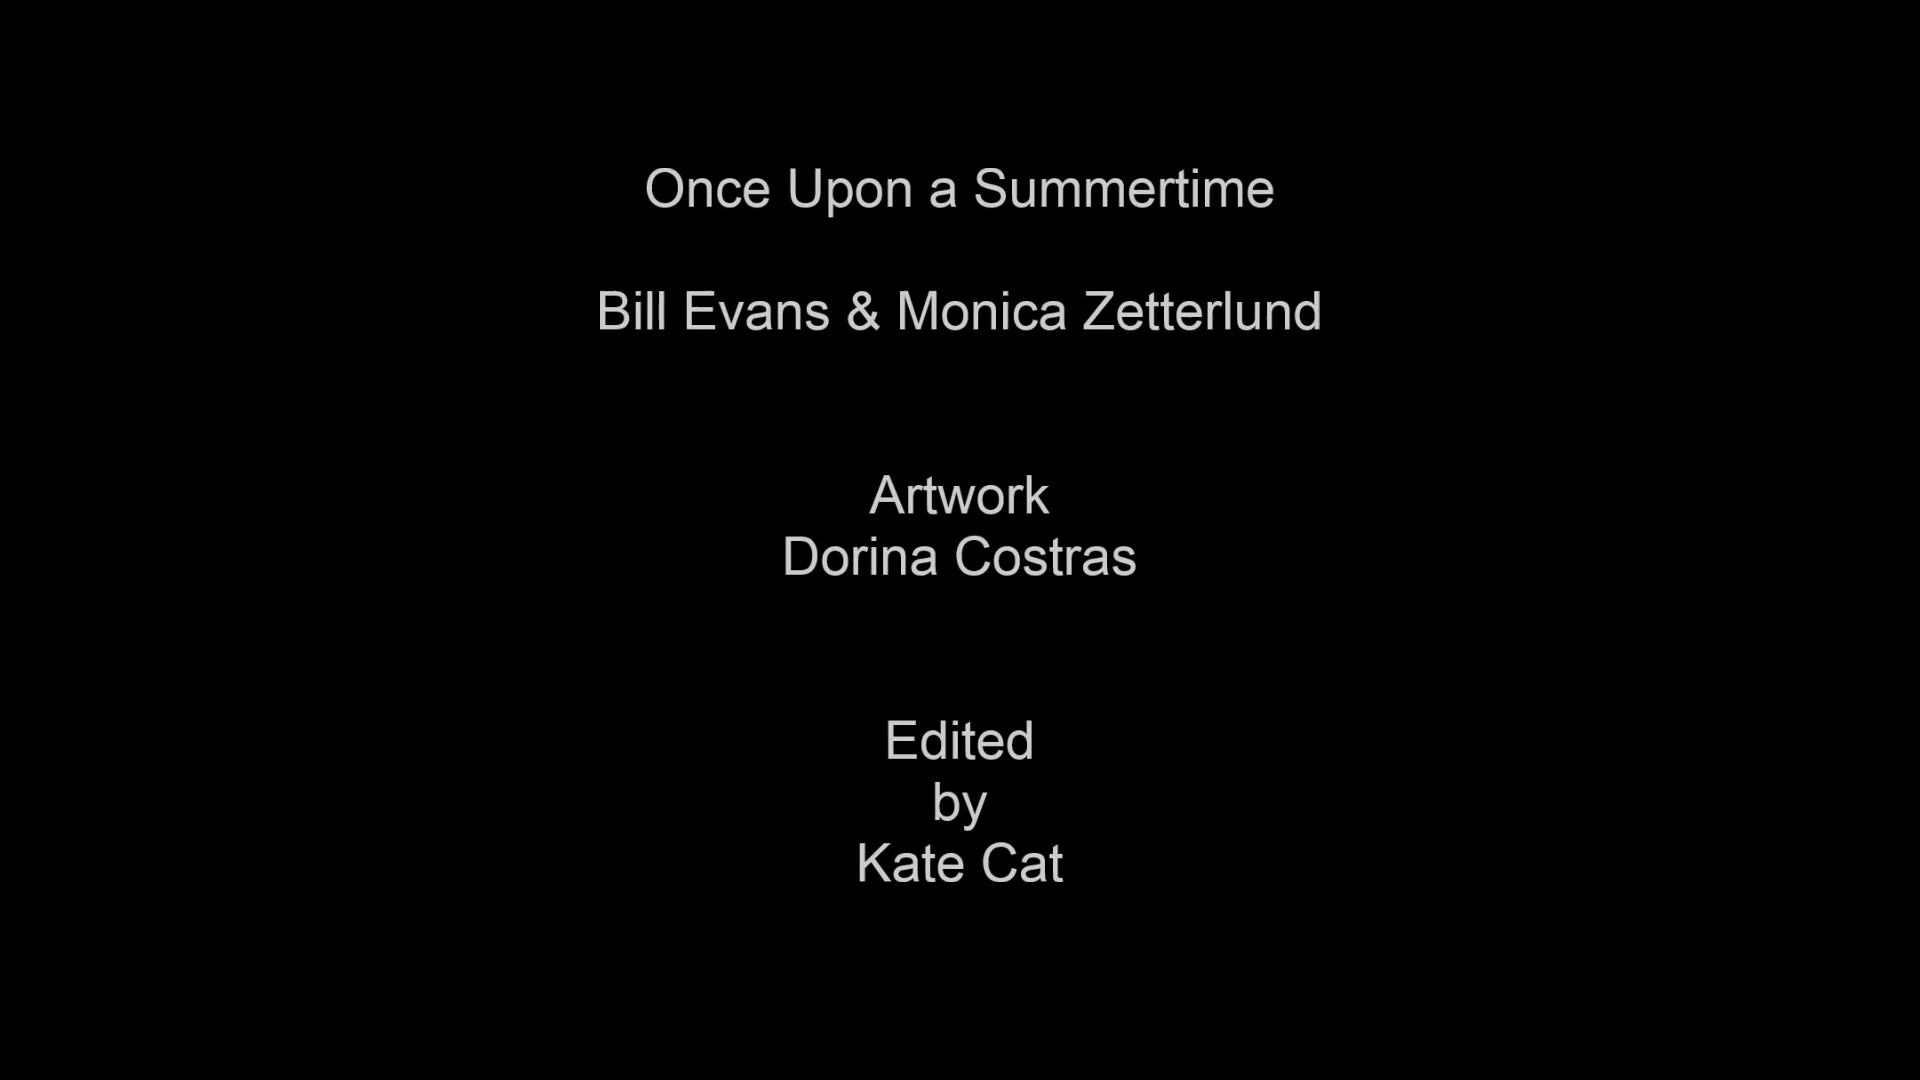 Once Upon a Summertime
Bill Evans & Monica Zetterlund
Artwork
Dorina Costras
Edited
by
Kate Cat